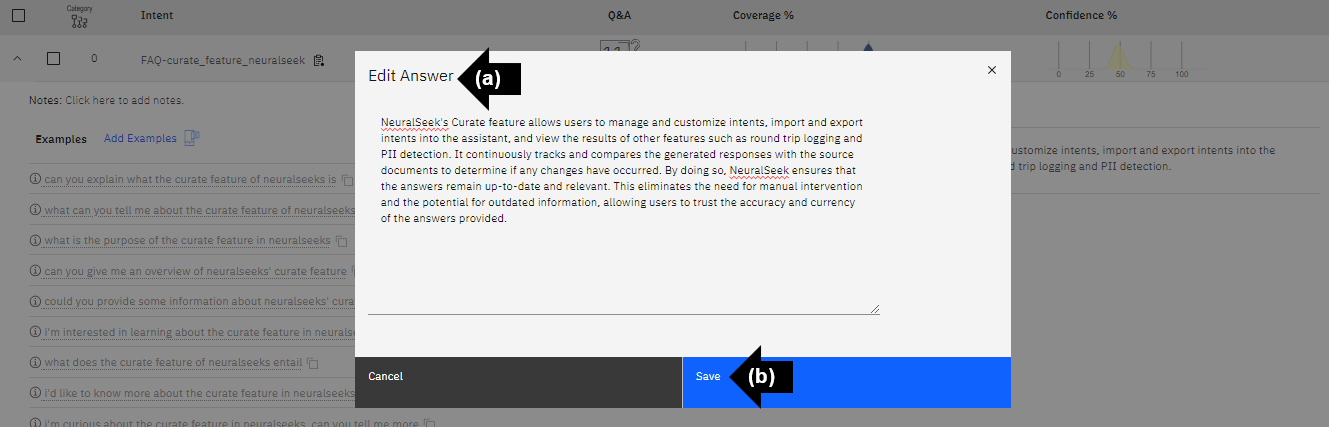 Category
Intent
Q&A
Coverage %
Confidence %
0
FAQ-curate_feature_neuralseek
0 25 50 75 100
Notes: Click here to add notes.
Examples Add Examples
can you explain what the curate feature of neuralseeks is
what can you tell me about the curate feature of neuralseeks
what is the purpose of the curate feature in neuralseeks
can you give me an overview of neuralseeks' curate feature
could you provide some information about neuralseeks'
i'm interested in learning about the curate feature in
what does the curate feature of neuralseeks entail
i'd like to know more about the curate feature in neuralseeks
i'm curious about the curate feature in neuralseeks, can you tell me more
Edit Answer
(a)
NeuralSeek's Curate feature allows users to manage and customize intents, import and export
intents into the assistant, and view the results of other features such as round trip logging and
PII detection. It continuously tracks and compares the generated responses with the source
documents to determine if any changes have occurred. By doing so, NeuralSeek ensures that
the answers remain up-to-date and relevant. This eliminates the need for manual intervention
and the potential for outdated information, allowing users to trust the accuracy and currency
of the answers provided.
Cancel
Save
(b)
ustomize intents, import and export intents into the
trip logging and PII detection.